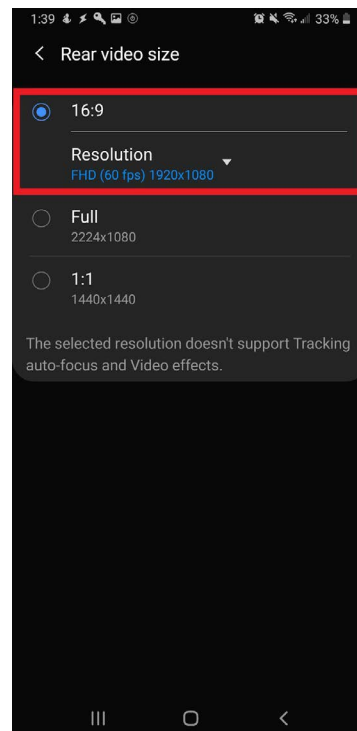 1:39 33%
Rear video size
16:9
Resolution
FHD (60 fps) 1920x1080
Full
2224x1080
1:1
1440x1440
The selected resolution doesn't support Tracking
auto-focus and Video effects.